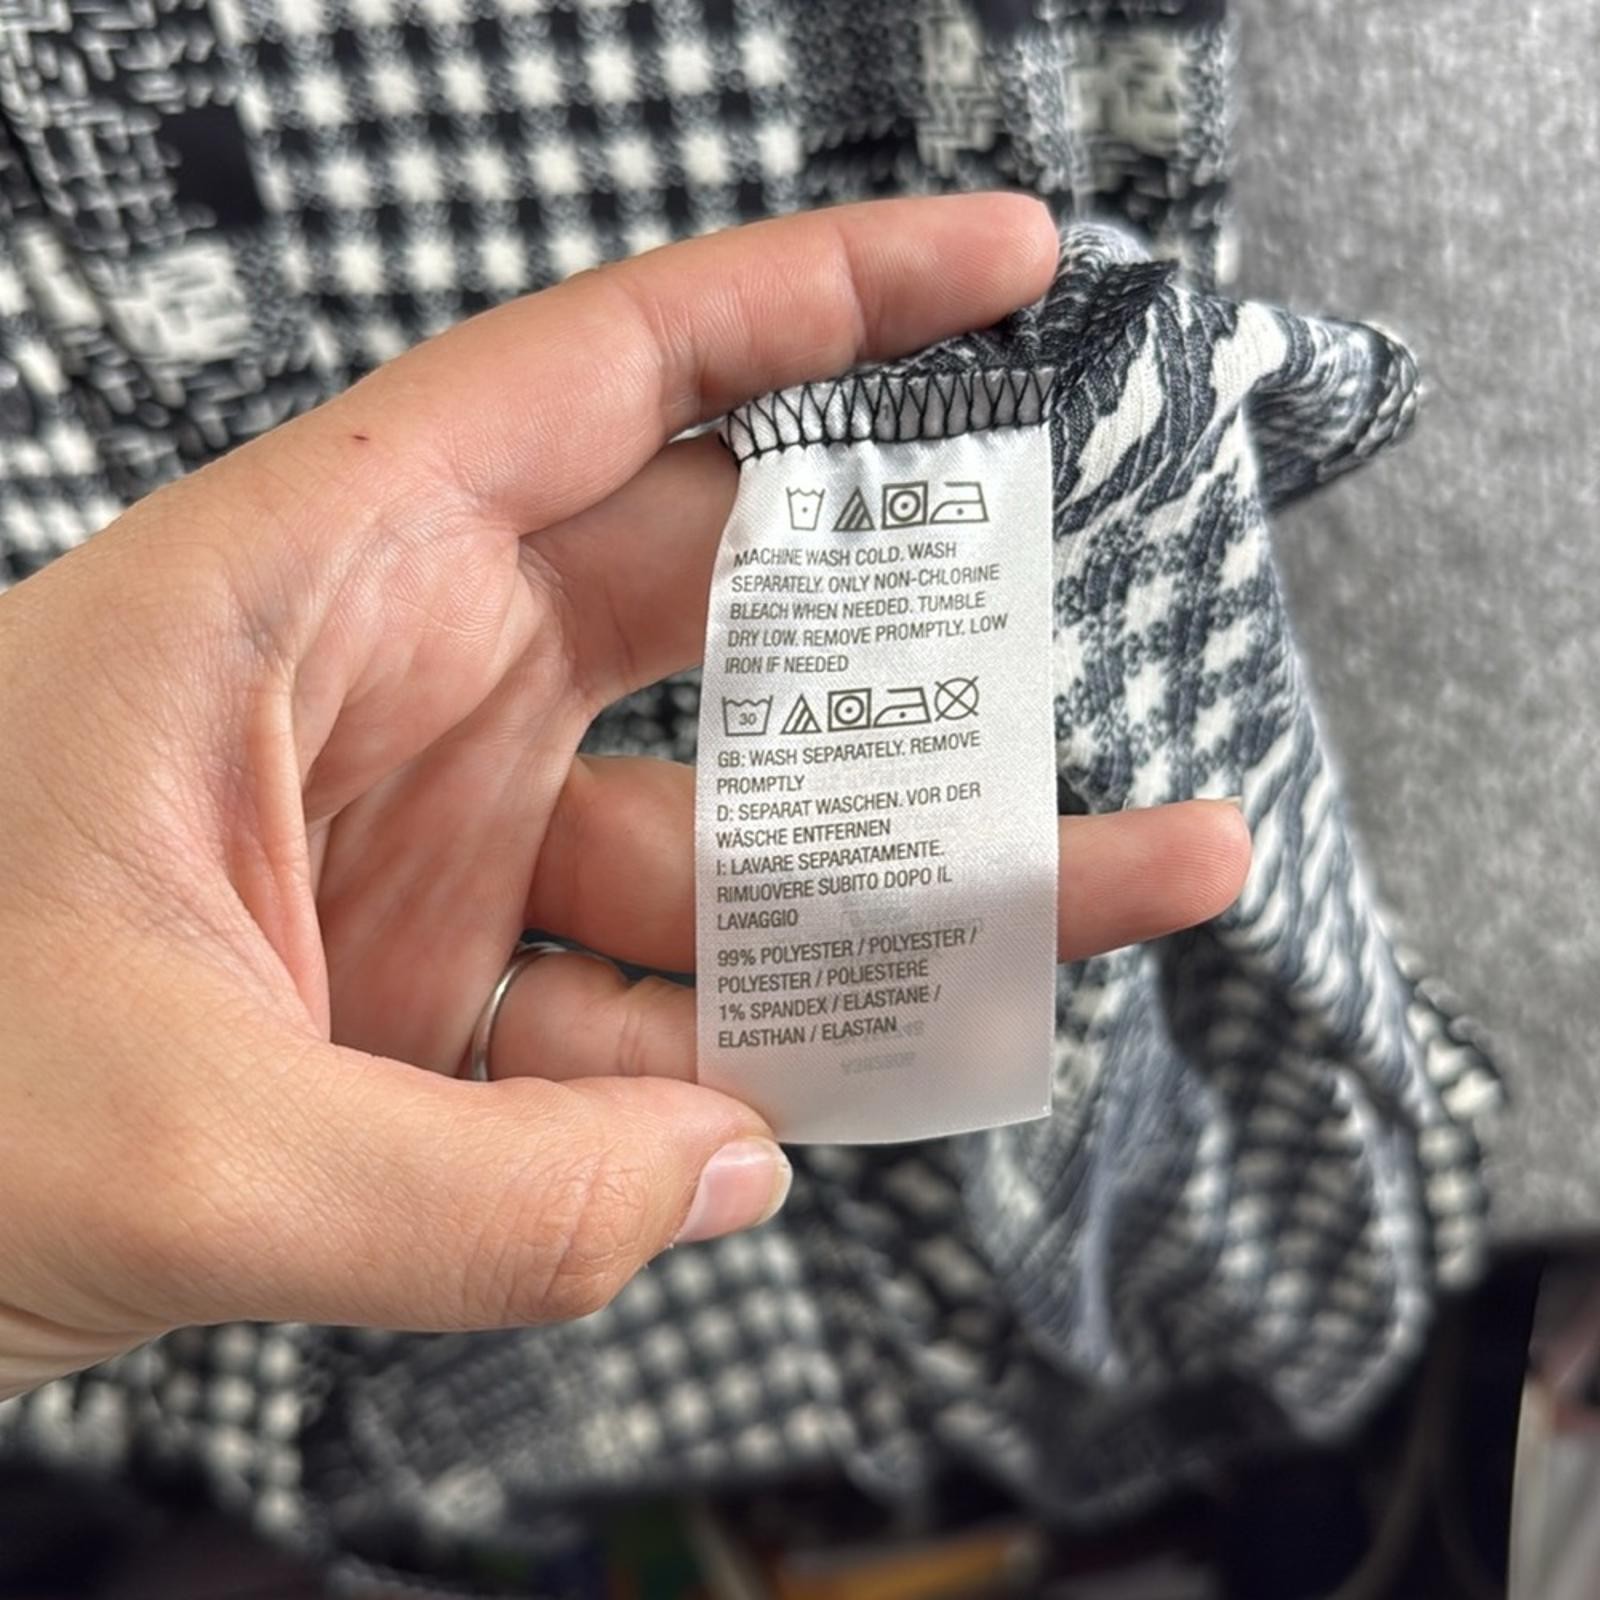 MACHINE WASH COLD. WASH
SEPARATELY. ONLY NON-CHLORINE
BLEACH WHEN NEEDED. TUMBLE
DRY LOW. REMOVE PROMPTLY. LOW
IRON IF NEEDED
30
GB: WASH SEPARATELY. REMOVE
PROMPTLY
D: SEPARAT WASCHEN. VOR DER
WÄSCHE ENTFERNEN
I: LAVARE SEPARATAMENTE.
RIMUOVERE SUBITO DOPO IL
LAVAGGIO
99% POLYESTER / POLYESTER /
POLYESTER / POLIESTERE
1% SPANDEX / ELASTANE /
ELASTHAN / ELASTAN